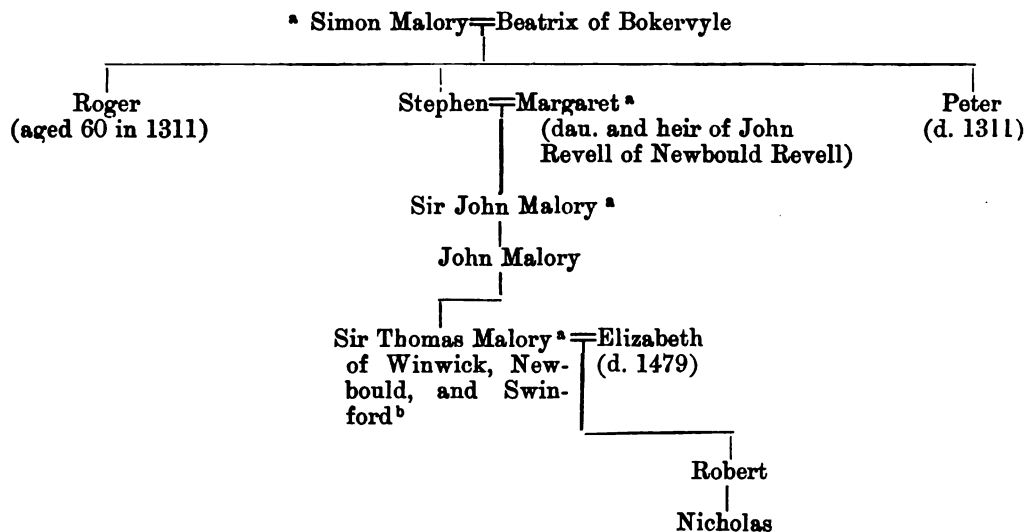 ª Simon Malory=Beatrix of Bokervyle
Roger
(aged 60 in 1311)
Stephen=Margaret ª
(dau. and heir of John
Revell of Newbould Revell)
Peter
(d. 1311)
Sir John Malory ª
John Malory
Sir Thomas Malory ª=Elizabeth
of Winwick, New-
bould, and Swin-
ford ᵇ
(d. 1479)
Robert
Nicholas